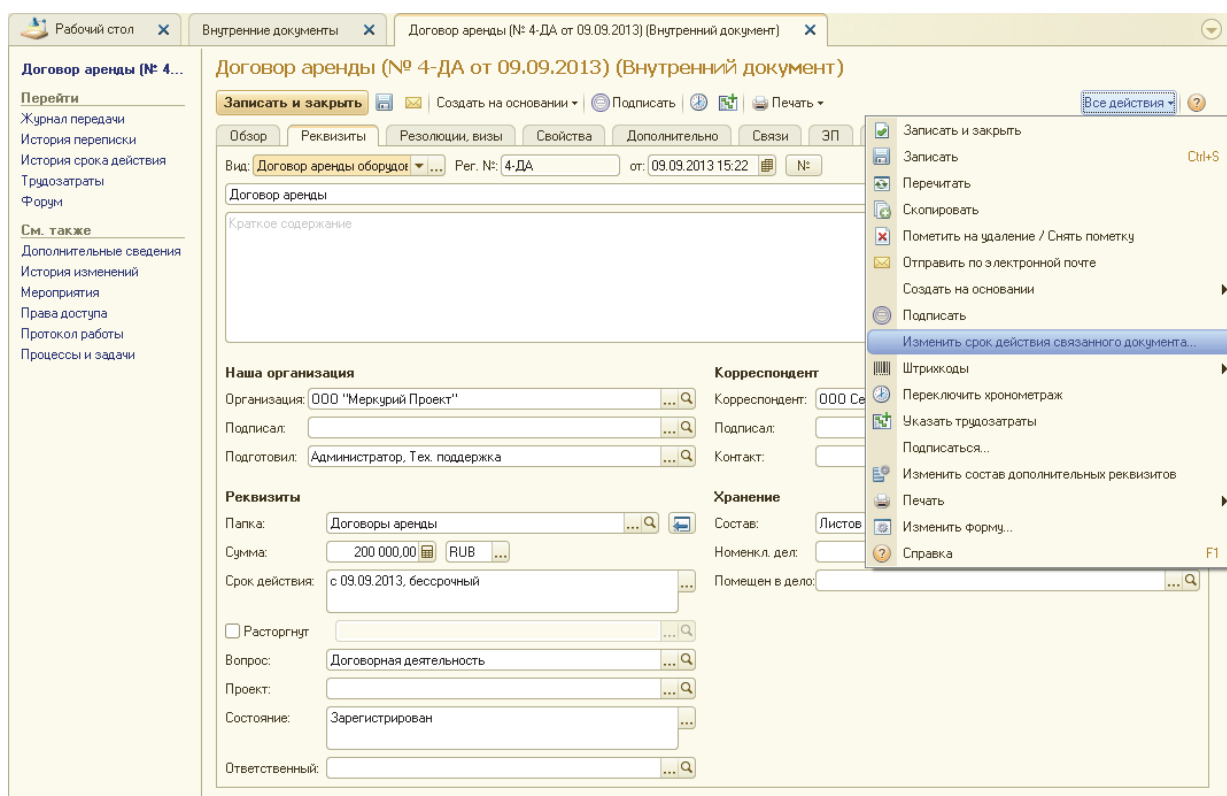 Рабочий стол
Внутренние документы
Договор аренды (№ 4-ДА от 09.09.2013) (Внутренний документ)
Договор аренды (№ 4...
Перейти
Журнал передачи
История переписки
История срока действия
Трудозатраты
Форум
См. также
Дополнительные сведения
История изменений
Мероприятия
Права доступа
Протокол работы
Процессы и задачи
Договор аренды (№ 4-ДА от 09.09.2013) (Внутренний документ)
Записать и закрыть Создать на основании Подписать Печать Все действия
Обзор Реквизиты Резолюции, визы Свойства Дополнительно Связи ЭП
Вид: Договор аренды оборудов ... Рег. №: 4-ДА от: 09.09.2013 15:22 №
Договор аренды
Краткое содержание
Наша организация
Организация: ООО "Меркурий Проект" ...
Подписал: ...
Подготовил: Администратор, Тех. поддержка ...
Корреспондент
Корреспондент: ООО Се
Подписал:
Контакт:
Реквизиты
Папка: Договоры аренды ...
Сумма: 200 000,00 RUB ...
Срок действия: с 09.09.2013, бессрочный ...
Расторгнут ...
Вопрос: Договорная деятельность ...
Проект: ...
Состояние: Зарегистрирован ...
Ответственный: ...
Хранение
Состав: Листов
Номенкл. дел:
Помещен в дело: ...
Записать и закрыть
Записать Ctrl+S
Перечитать
Скопировать
Пометить на удаление / Снять пометку
Отправить по электронной почте
Создать на основании
Подписать
Изменить срок действия связанного документа...
Штрихкоды
Переключить хронометраж
Указать трудозатраты
Подписаться...
Изменить состав дополнительных реквизитов
Печать
Изменить форму...
Справка F1